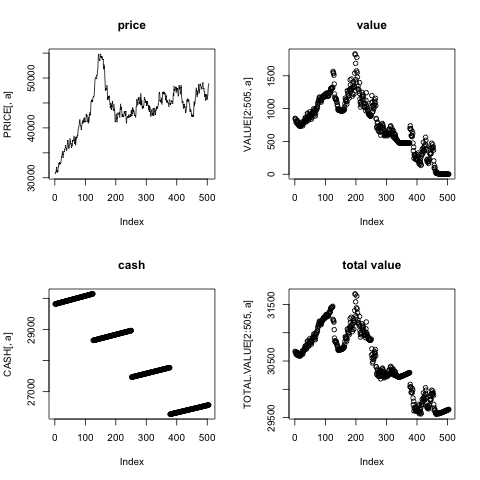 price
PRICE[, a]
30000 40000 50000
0 100 200 300 400 500
Index
value
VALUE[2:505, a]
0 500 1000 1500
0 100 200 300 400 500
Index
cash
CASH[, a]
27000 29000
0 100 200 300 400 500
Index
total value
TOTAL.VALUE[2:505, a]
29500 30500 31500
0 100 200 300 400 500
Index